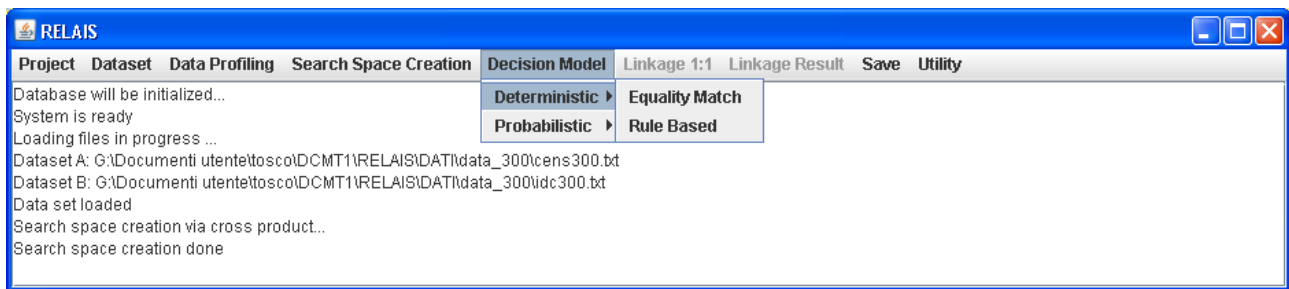 RELAIS
Project Dataset Data Profiling Search Space Creation Decision Model Linkage 1:1 Linkage Result Save Utility
Deterministic Equality Match
Probabilistic Rule Based
Database will be initialized...
System is ready
Loading files in progress ...
Dataset A: G:\Documenti utente\tosco\DCMT1\RELAIS\DATI\data_300\cens300.txt
Dataset B: G:\Documenti utente\tosco\DCMT1\RELAIS\DATI\data_300\idc300.txt
Data set loaded
Search space creation via cross product...
Search space creation done